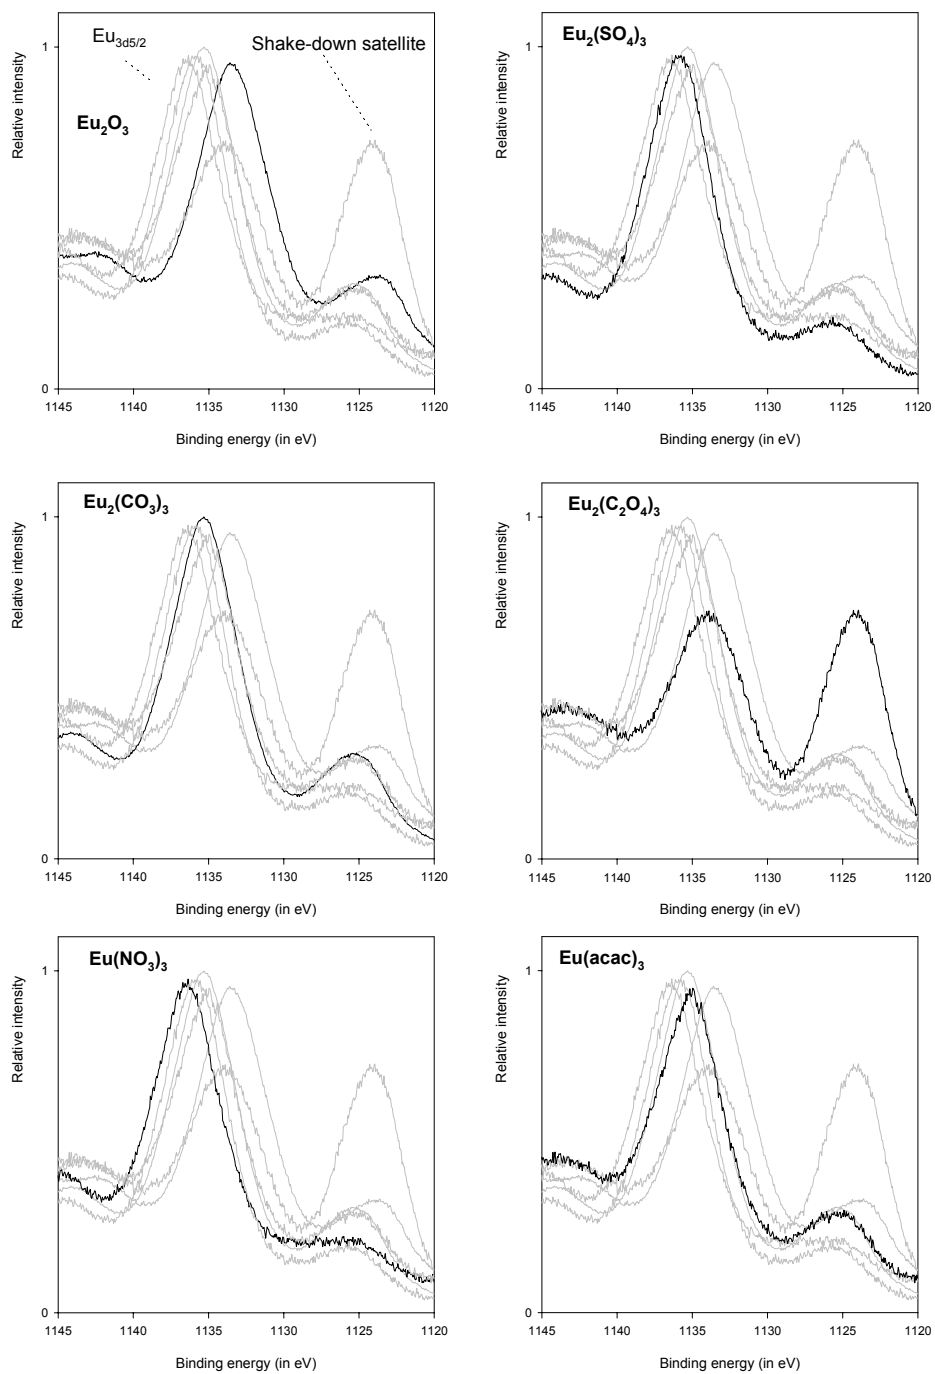 Eu3d5/2
Shake-down satellite
Eu2O3
Relative intensity
1
0
1145 1140 1135 1130 1125 1120
Binding energy (in eV)
Eu2(SO4)3
Relative intensity
1
0
1145 1140 1135 1130 1125 1120
Binding energy (in eV)
Eu2(CO3)3
Relative intensity
1
0
1145 1140 1135 1130 1125 1120
Binding energy (in eV)
Eu2(C2O4)3
Relative intensity
1
0
1145 1140 1135 1130 1125 1120
Binding energy (in eV)
Eu(NO3)3
Relative intensity
1
0
1145 1140 1135 1130 1125 1120
Binding energy (in eV)
Eu(acac)3
Relative intensity
1
0
1145 1140 1135 1130 1125 1120
Binding energy (in eV)